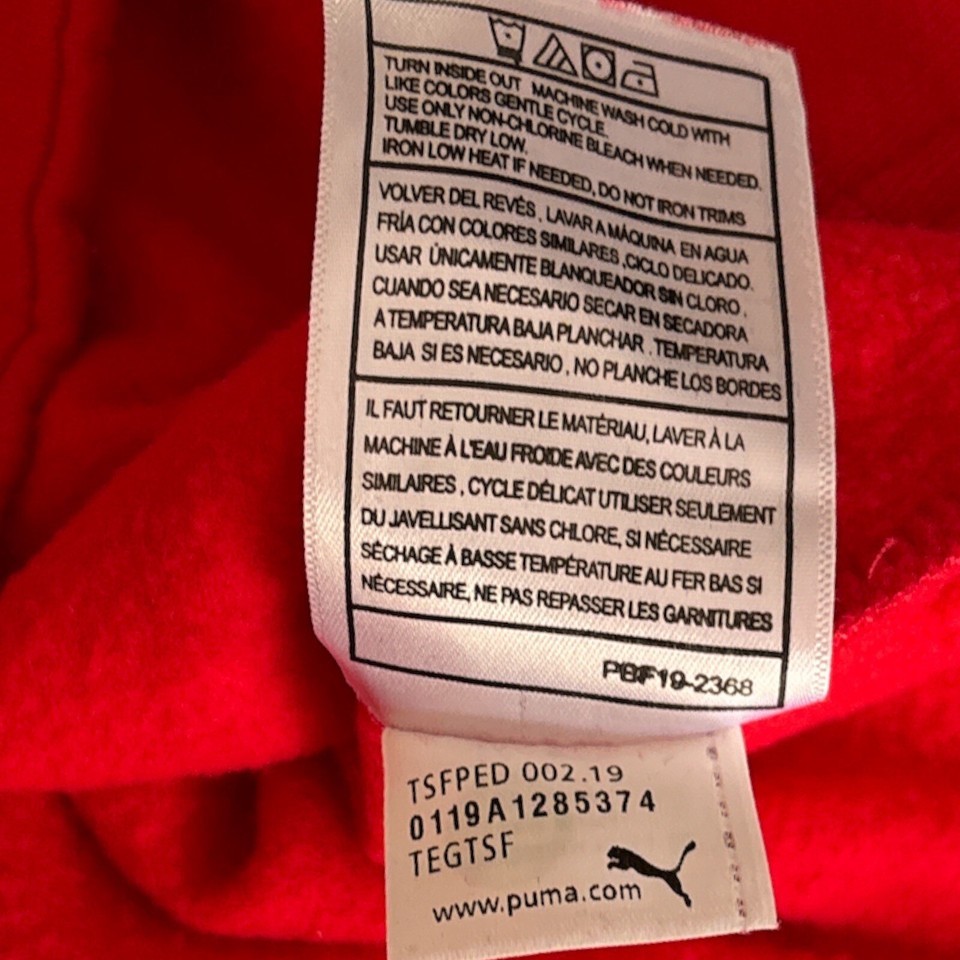 TURN INSIDE OUT MACHINE WASH COLD WITH
LIKE COLORS GENTLE CYCLE.
USE ONLY NON-CHLORINE BLEACH WHEN NEEDED.
TUMBLE DRY LOW.
IRON LOW HEAT IF NEEDED, DO NOT IRON TRIMS
VOLVER DEL REVÉS , LAVAR A MÁQUINA EN AGUA
FRÍA CON COLORES SIMILARES ,CICLO DELICADO.
USAR ÚNICAMENTE BLANQUEADOR SIN CLORO ,
CUANDO SEA NECESARIO SECAR EN SECADORA
A TEMPERATURA BAJA PLANCHAR . TEMPERATURA
BAJA SI ES NECESARIO , NO PLANCHE LOS BORDES
IL FAUT RETOURNER LE MATÉRIAU, LAVER À LA
MACHINE À L'EAU FROIDE AVEC DES COULEURS
SIMILAIRES , CYCLE DÉLICAT UTILISER SEULEMENT
DU JAVELLISANT SANS CHLORE, SI NÉCESSAIRE
SÉCHAGE À BASSE TEMPÉRATURE AU FER BAS SI
NÉCESSAIRE, NE PAS REPASSER LES GARNITURES
PBF19-2368
TSFPED 002.19
0119A1285374
TEGTSF
www.puma.com